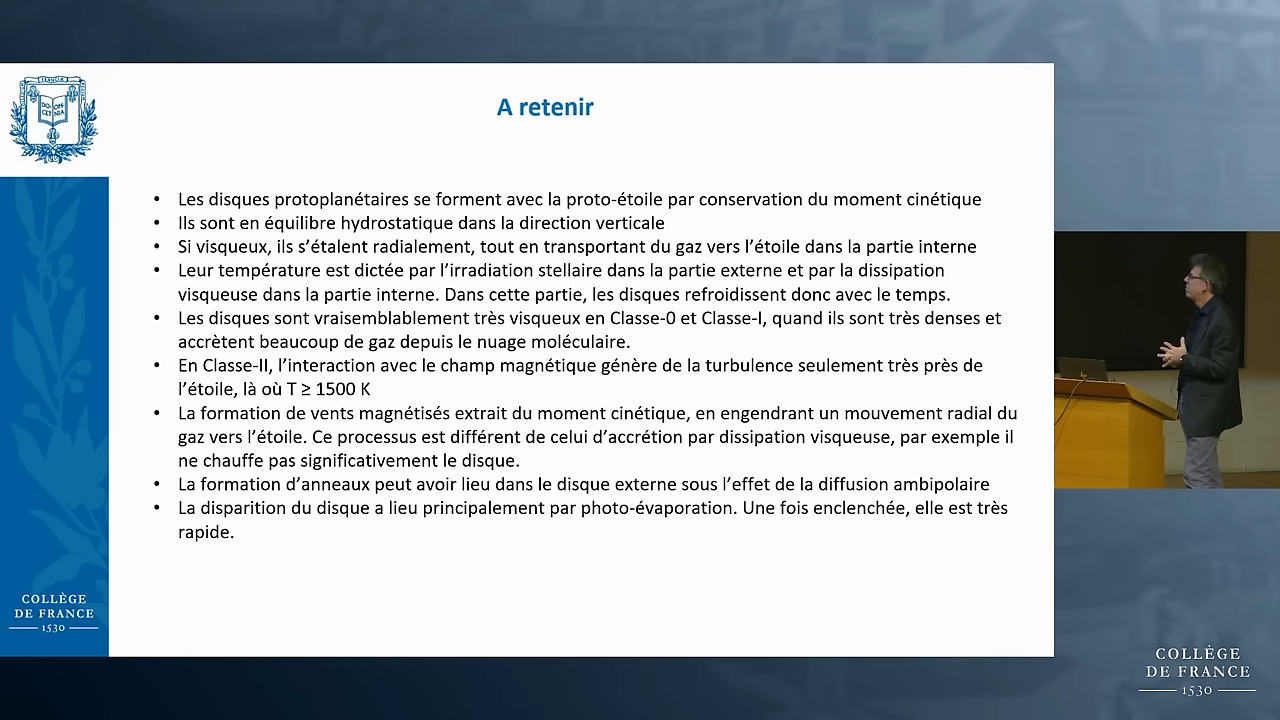 A retenir
• Les disques protoplanétaires se forment avec la proto-étoile par conservation du moment cinétique
• Ils sont en équilibre hydrostatique dans la direction verticale
• Si visqueux, ils s’étalent radialement, tout en transportant du gaz vers l’étoile dans la partie interne
• Leur température est dictée par l’irradiation stellaire dans la partie externe et par la dissipation
visqueuse dans la partie interne. Dans cette partie, les disques refroidissent donc avec le temps.
• Les disques sont vraisemblablement très visqueux en Classe-0 et Classe-I, quand ils sont très denses et
accrètent beaucoup de gaz depuis le nuage moléculaire.
• En Classe-II, l’interaction avec le champ magnétique génère de la turbulence seulement très près de
l’étoile, là où T ≥ 1500 K
• La formation de vents magnétisés extrait du moment cinétique, en engendrant un mouvement radial du
gaz vers l’étoile. Ce processus est différent de celui d’accrétion par dissipation visqueuse, par exemple il
ne chauffe pas significativement le disque.
• La formation d’anneaux peut avoir lieu dans le disque externe sous l’effet de la diffusion ambipolaire
• La disparition du disque a lieu principalement par photo-évaporation. Une fois enclenchée, elle est très
rapide.
COLLÈGE
DE FRANCE
1530
COLLÈGE
DE FRANCE
1530